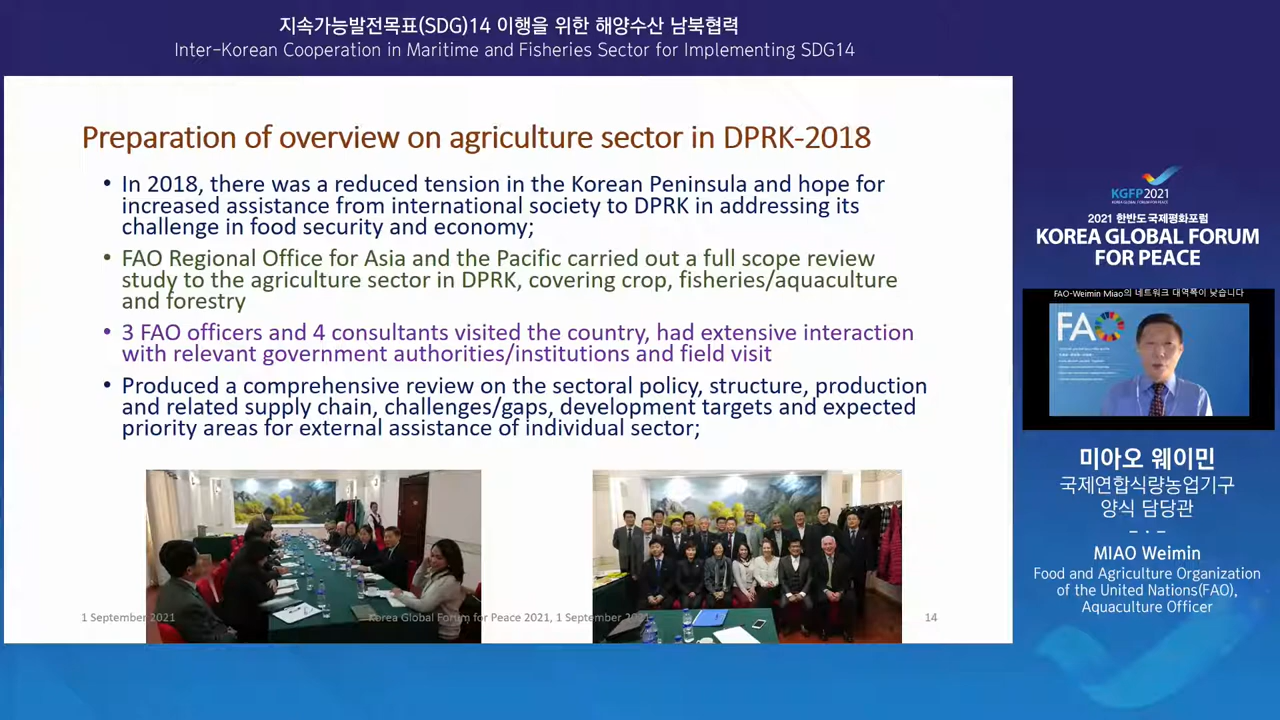 지속가능발전목표(SDG)14 이행을 위한 해양수산 남북협력
Inter-Korean Cooperation in Maritime and Fisheries Sector for Implementing SDG14
Preparation of overview on agriculture sector in DPRK-2018
• In 2018, there was a reduced tension in the Korean Peninsula and hope for
increased assistance from international society to DPRK in addressing its
challenge in food security and economy;
• FAO Regional Office for Asia and the Pacific carried out a full scope review
study to the agriculture sector in DPRK, covering crop, fisheries/aquaculture
and forestry
• 3 FAO officers and 4 consultants visited the country, had extensive interaction
with relevant government authorities/institutions and field visit
• Produced a comprehensive review on the sectoral policy, structure, production
and related supply chain, challenges/gaps, development targets and expected
priority areas for external assistance of individual sector;
1 September 2021
Korea Global Forum for Peace 2021, 1 September 2021
14
KGFP2021
KOREA GLOBAL FORUM FOR PEACE
2021 한반도국제평화포럼
KOREA GLOBAL FORUM
FOR PEACE
FAO-Weimin Miao의 네트워크 대역폭이 낮습니다
FAO
미아오 웨이민
국제연합식량농업기구
양식 담당관
MIAO Weimin
Food and Agriculture Organization
of the United Nations(FAO),
Aquaculture Officer